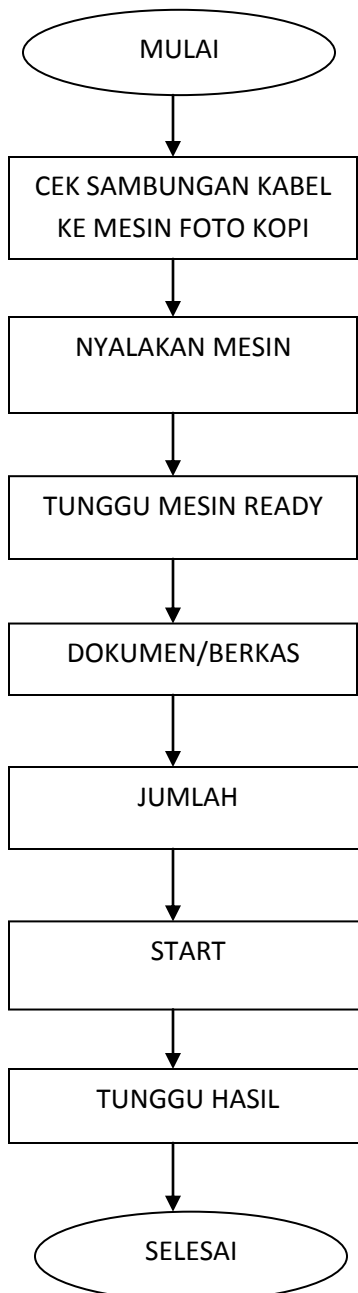 MULAI
CEK SAMBUNGAN KABEL
KE MESIN FOTO KOPI
NYALAKAN MESIN
TUNGGU MESIN READY
DOKUMEN/BERKAS
JUMLAH
START
TUNGGU HASIL
SELESAI